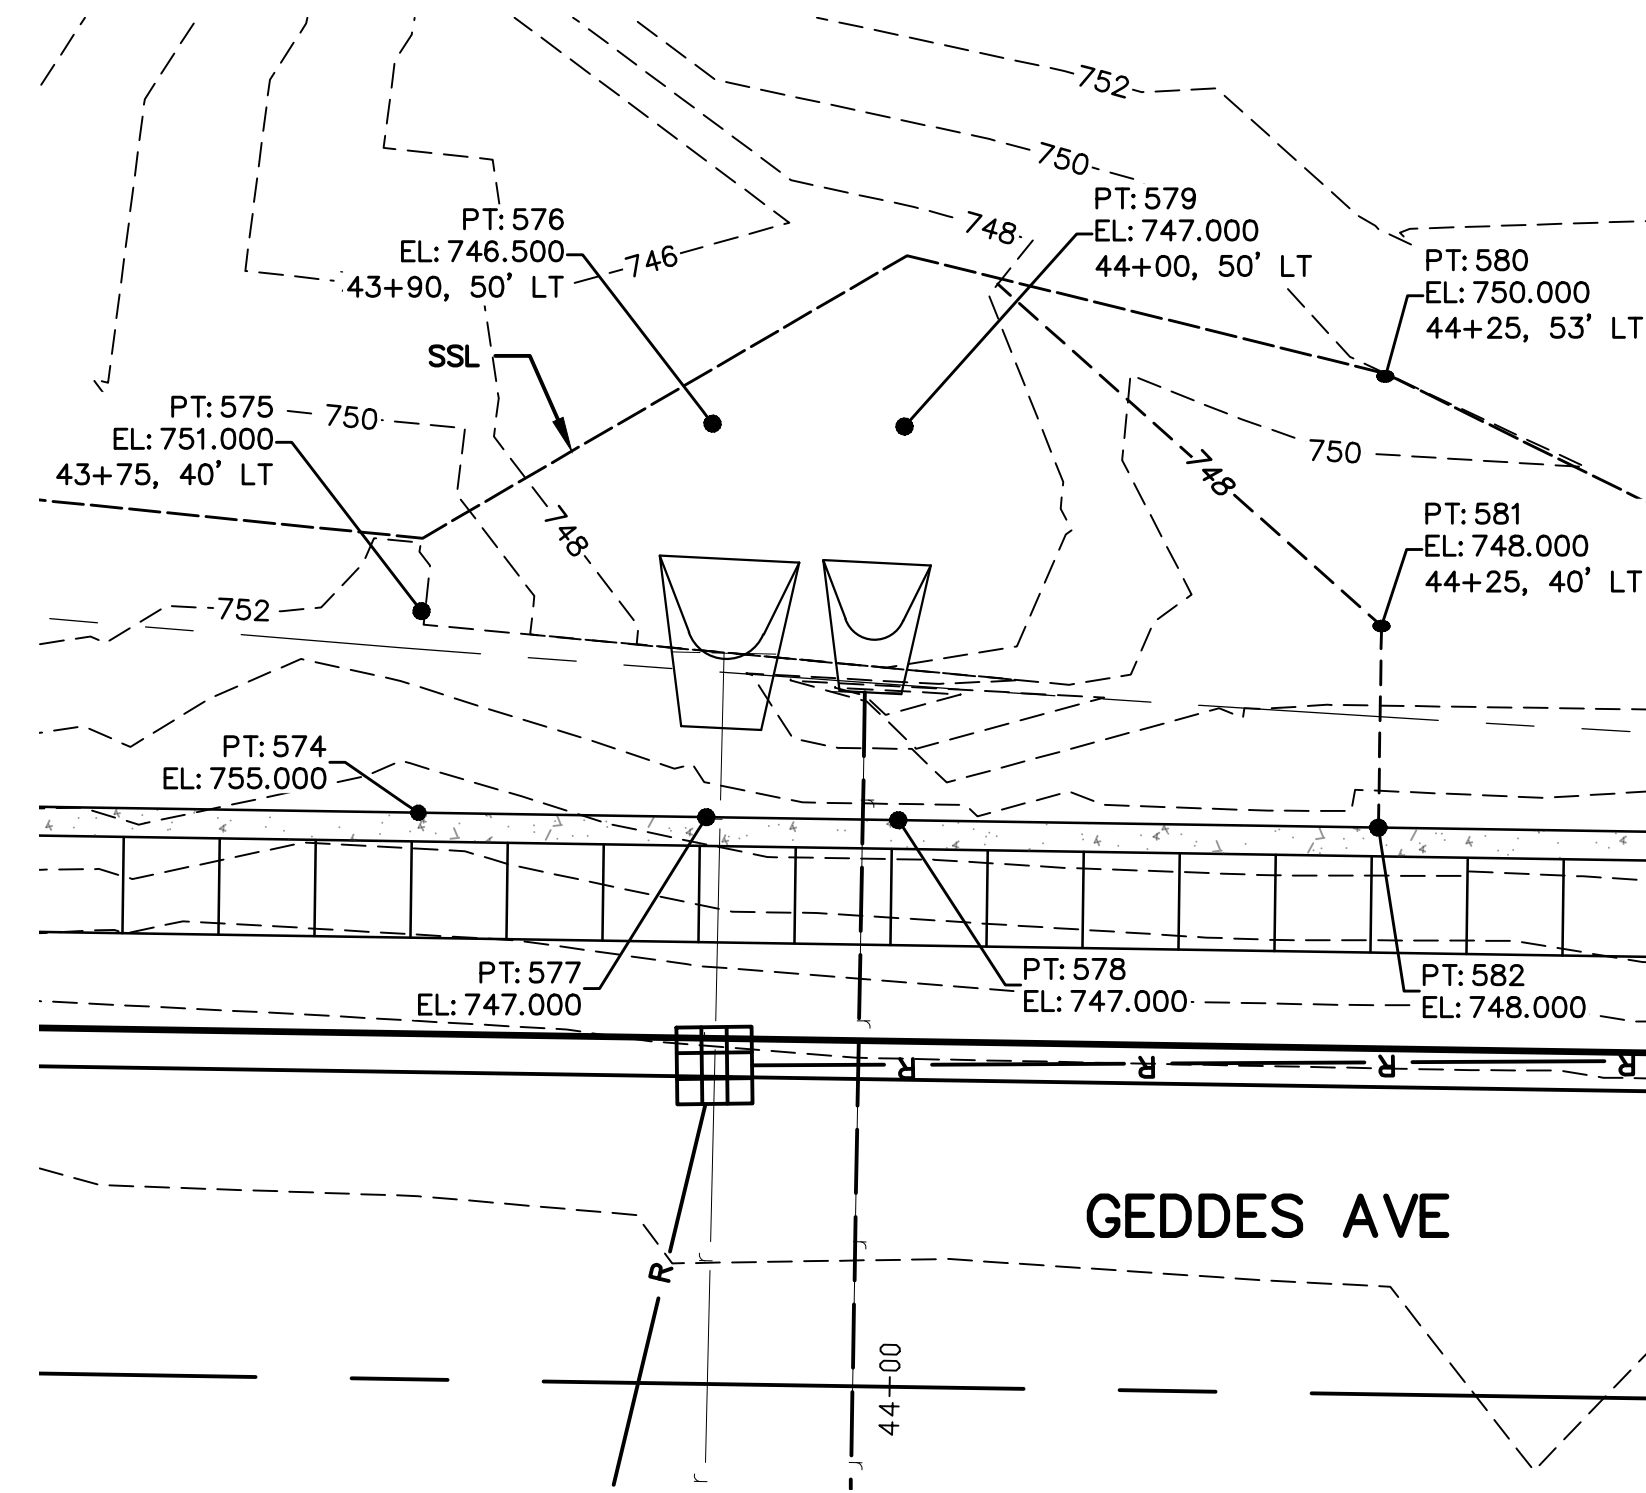 752
750
748
PT: 579
EL: 747.000
44+00, 50' LT
PT: 576
EL: 746.500
43+90, 50' LT
746
PT: 580
EL: 750.000
44+25, 53' LT
SSL
PT: 575
EL: 751.000
43+75, 40' LT
750
750
748
748
PT: 581
EL: 748.000
44+25, 40' LT
752
PT: 574
EL: 755.000
r
PT: 577
EL: 747.000
PT: 578
EL: 747.000
PT: 582
EL: 748.000
r
R
R
R
R
GEDDES AVE
r
r
R
44-00
r
r